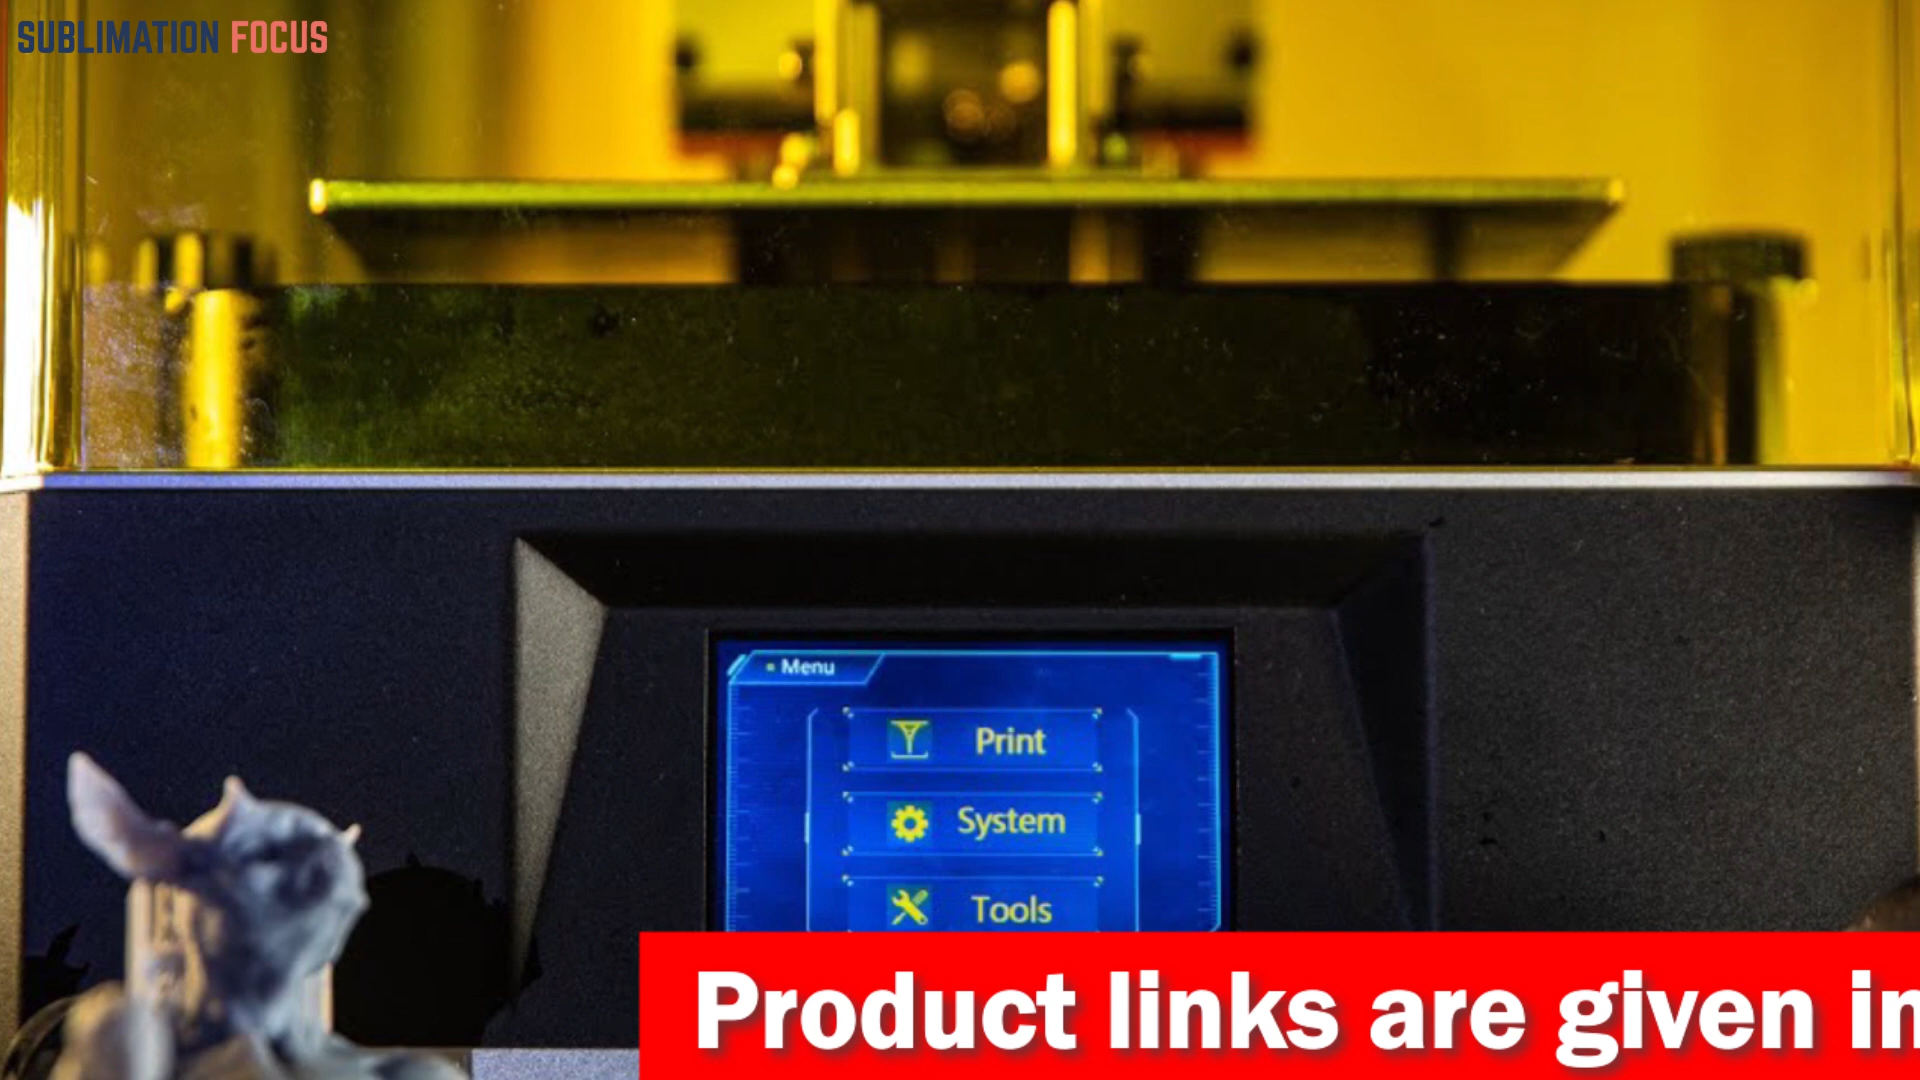 SUBLIMATION FOCUS
Menu
Print
System
Tools
Product links are given in